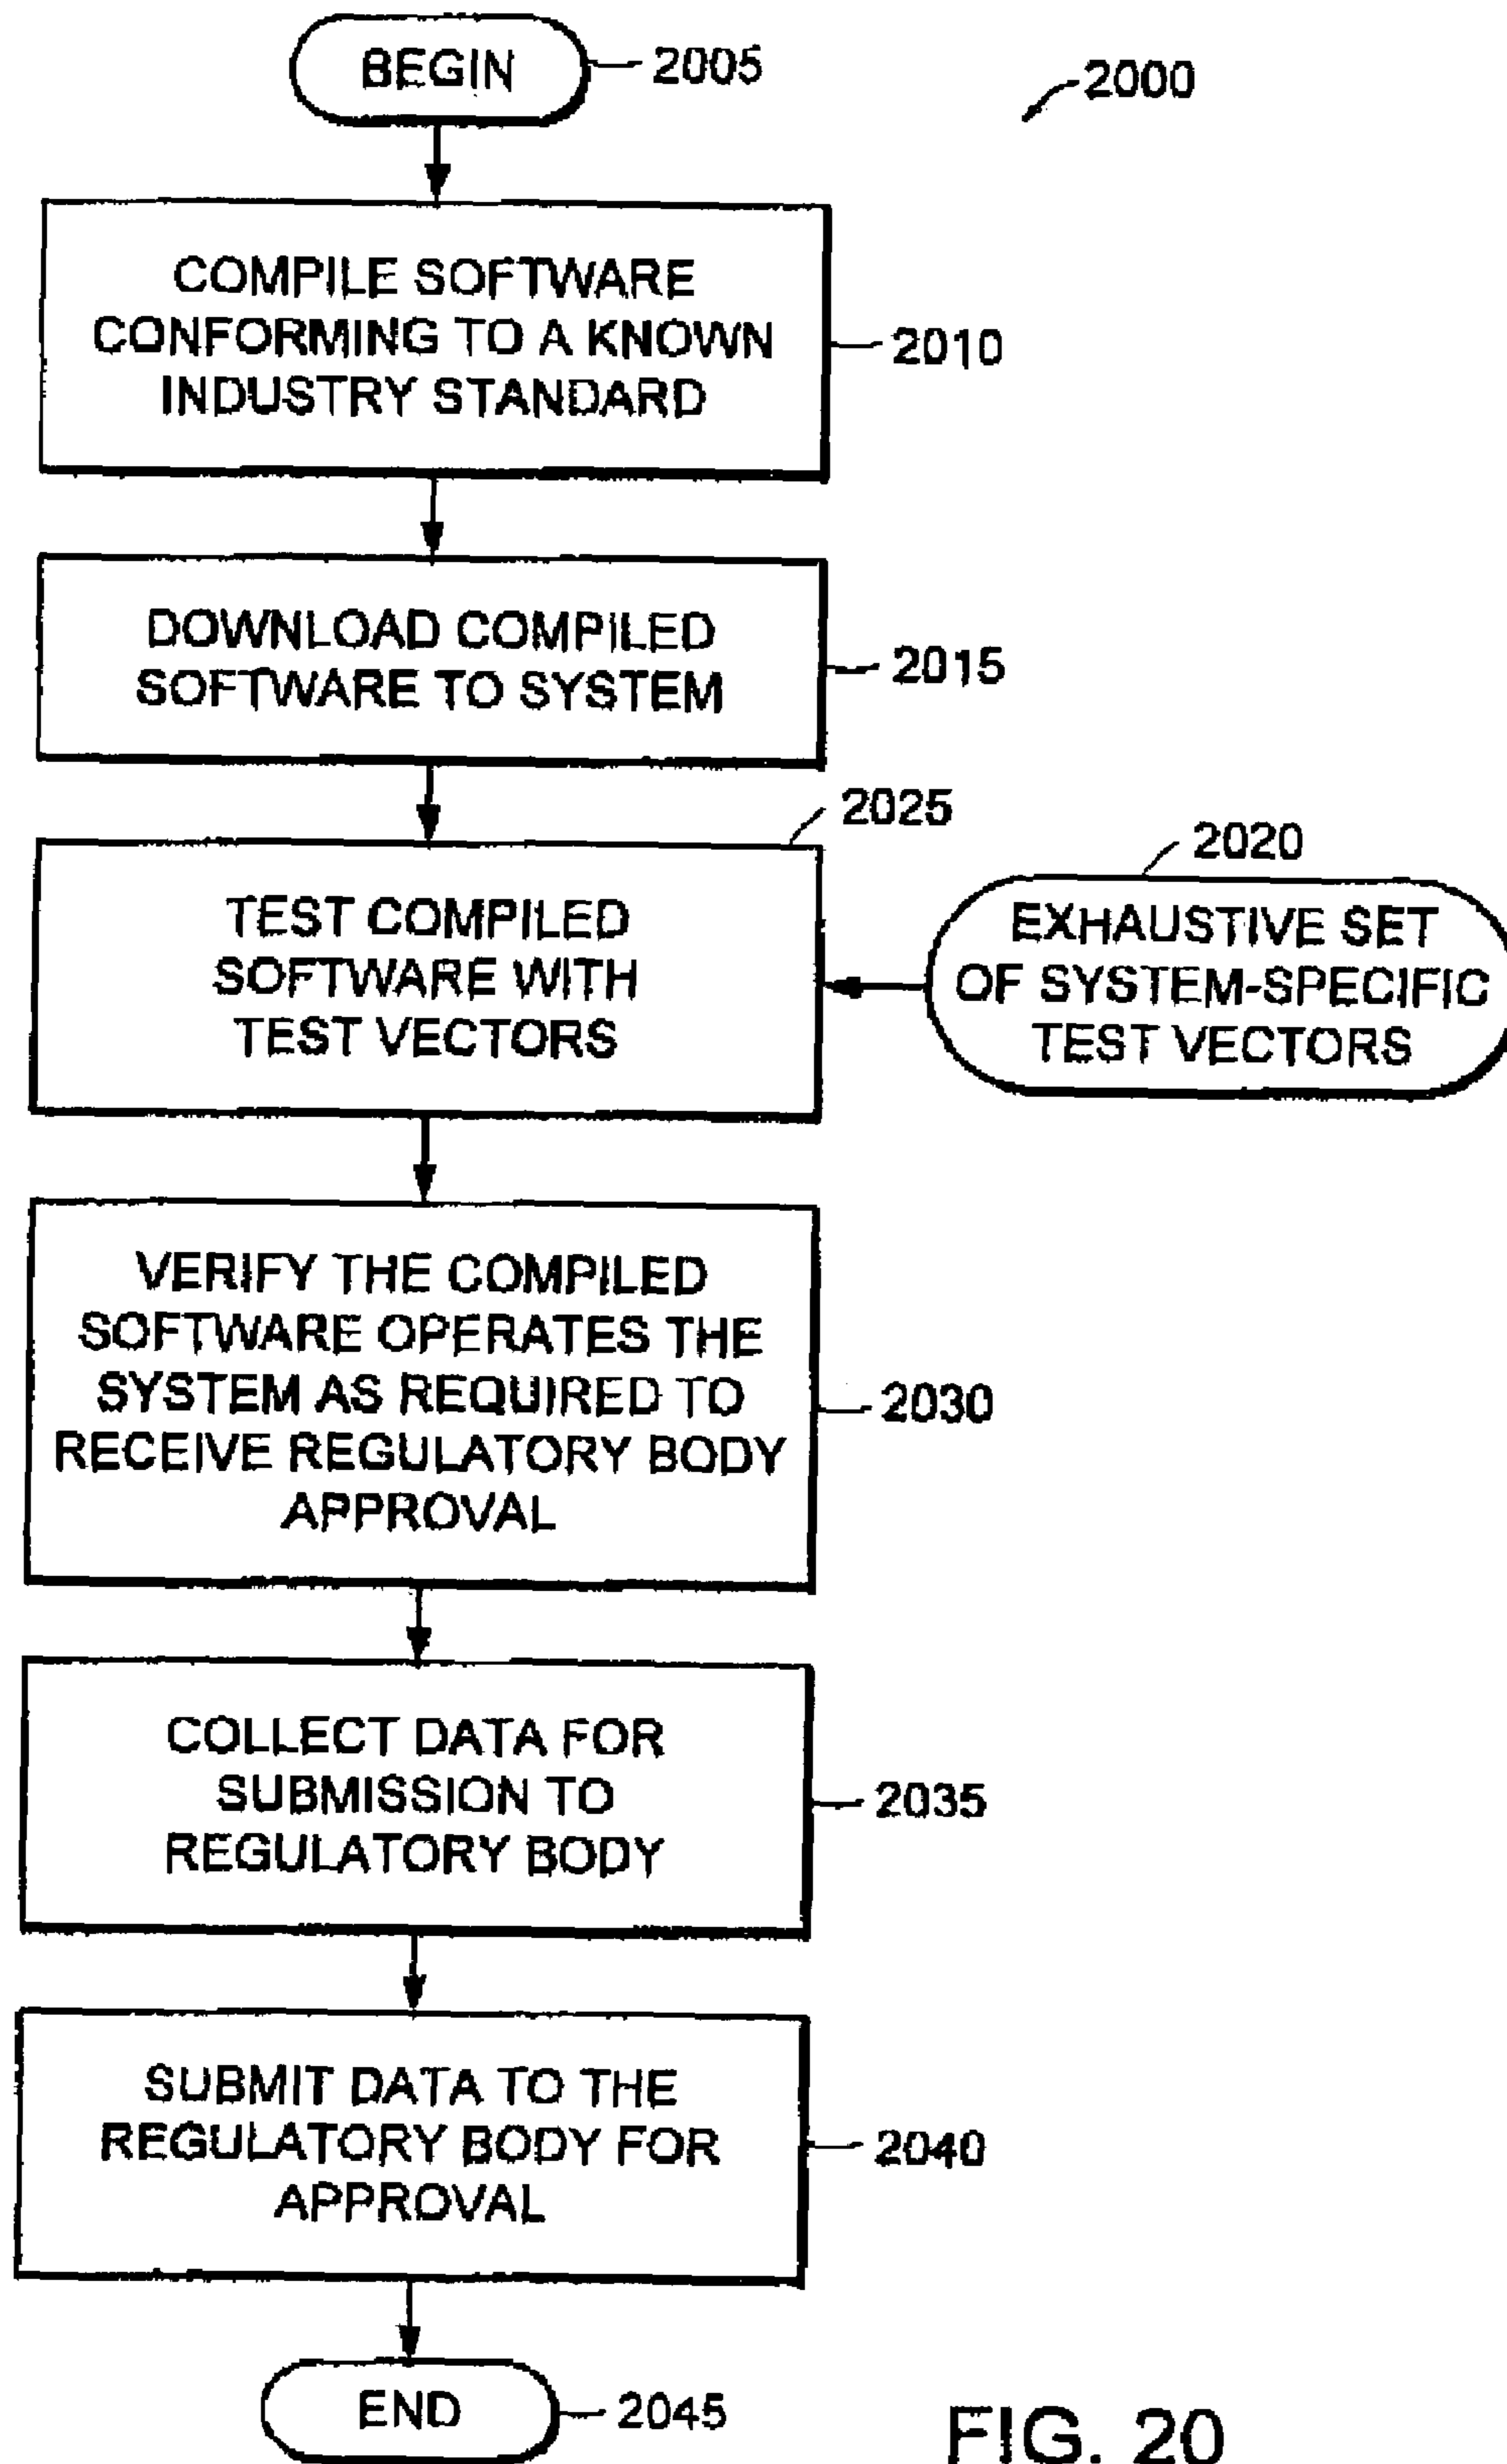 BEGIN
2005
2000
COMPILE SOFTWARE
CONFORMING TO A KNOWN
INDUSTRY STANDARD
2010
DOWNLOAD COMPILED
SOFTWARE TO SYSTEM
2015
2025
TEST COMPILED
SOFTWARE WITH
TEST VECTORS
2020
EXHAUSTIVE SET
OF SYSTEM-SPECIFIC
TEST VECTORS
VERIFY THE COMPILED
SOFTWARE OPERATES THE
SYSTEM AS REQUIRED TO
RECEIVE REGULATORY BODY
APPROVAL
2030
COLLECT DATA FOR
SUBMISSION TO
REGULATORY BODY
2035
SUBMIT DATA TO THE
REGULATORY BODY FOR
APPROVAL
2040
END
2045
FIG. 20